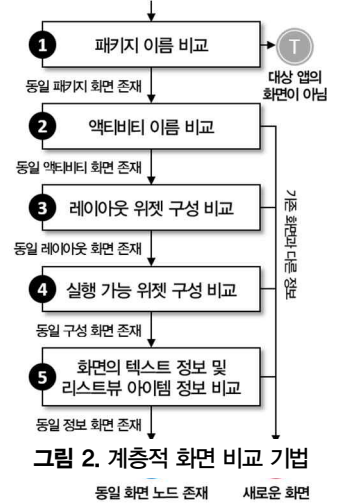 1 패키지 이름 비교
T
대상 앱의
화면이 아님
동일 패키지 화면 존재
2 액티비티 이름 비교
동일 액티비티 화면 존재
3 레이아웃 위젯 구성 비교
기준 화면과 다른 정보
동일 레이아웃 화면 존재
4 실행 가능 위젯 구성 비교
동일 구성 화면 존재
5 화면의 텍스트 정보 및
리스트뷰 아이템 정보 비교
동일 정보 화면 존재
그림 2. 계층적 화면 비교 기법
동일 화면 노드 존재
새로운 화면